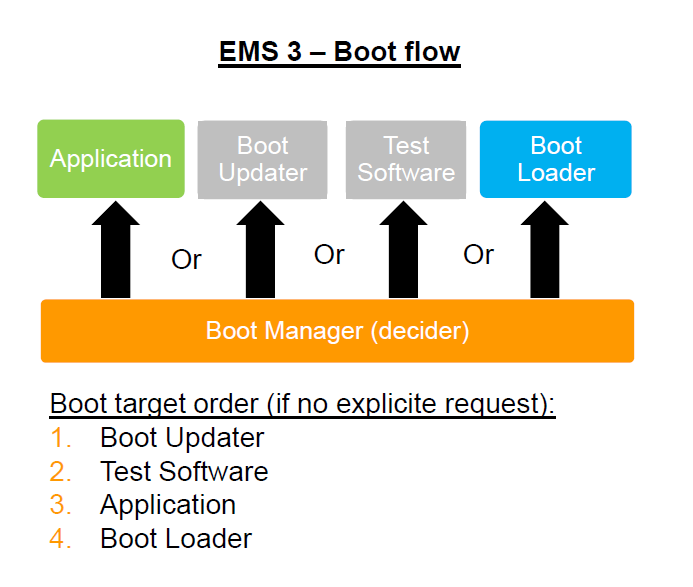 EMS 3 – Boot flow
Application
Boot
Updater
Test
Software
Boot
Loader
Or
Or
Or
Boot Manager (decider)
Boot target order (if no explicite request):
1. Boot Updater
2. Test Software
3. Application
4. Boot Loader